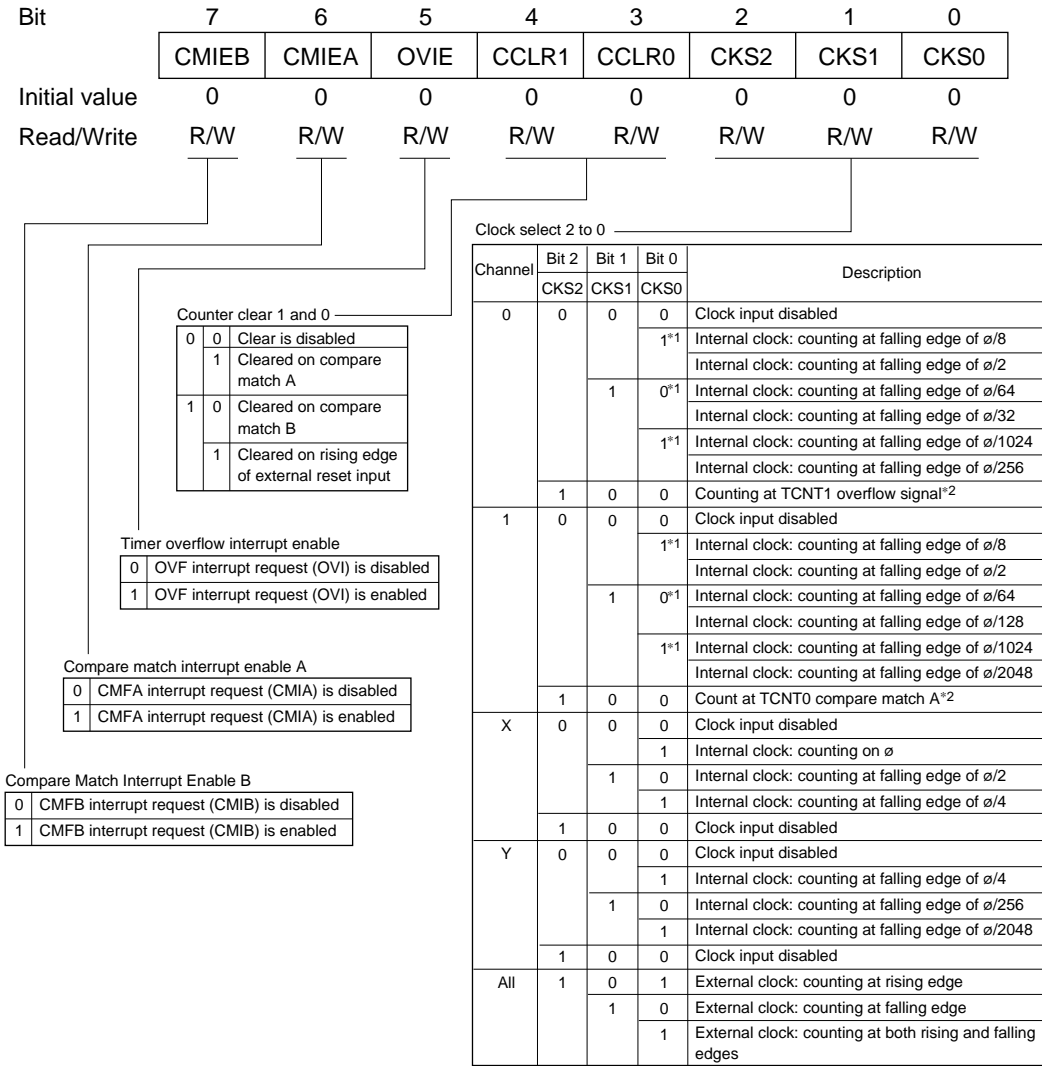 Bit 7 6 5 4 3 2 1 0
CMIEB CMIEA OVIE CCLR1 CCLR0 CKS2 CKS1 CKS0
Initial value 0 0 0 0 0 0 0 0
Read/Write R/W R/W R/W R/W R/W R/W R/W R/W
Counter clear 1 and 0
0 0 Clear is disabled
1 Cleared on compare
match A
1 0 Cleared on compare
match B
1 Cleared on rising edge
of external reset input
Timer overflow interrupt enable
0 OVF interrupt request (OVI) is disabled
1 OVF interrupt request (OVI) is enabled
Compare match interrupt enable A
0 CMFA interrupt request (CMIA) is disabled
1 CMFA interrupt request (CMIA) is enabled
Compare Match Interrupt Enable B
0 CMFB interrupt request (CMIB) is disabled
1 CMFB interrupt request (CMIB) is enabled
Clock select 2 to 0
Channel Bit 2 Bit 1 Bit 0 Description
CKS2 CKS1 CKS0
0 0 0 0 Clock input disabled
1*1 Internal clock: counting at falling edge of ø/8
Internal clock: counting at falling edge of ø/2
1 0*1 Internal clock: counting at falling edge of ø/64
Internal clock: counting at falling edge of ø/32
1*1 Internal clock: counting at falling edge of ø/1024
Internal clock: counting at falling edge of ø/256
1 0 0 Counting at TCNT1 overflow signal*2
1 0 0 0 Clock input disabled
1*1 Internal clock: counting at falling edge of ø/8
Internal clock: counting at falling edge of ø/2
1 0*1 Internal clock: counting at falling edge of ø/64
Internal clock: counting at falling edge of ø/128
1*1 Internal clock: counting at falling edge of ø/1024
Internal clock: counting at falling edge of ø/2048
1 0 0 Count at TCNT0 compare match A*2
X 0 0 0 Clock input disabled
1 Internal clock: counting on ø
1 0 Internal clock: counting at falling edge of ø/2
1 Internal clock: counting at falling edge of ø/4
1 0 0 Clock input disabled
Y 0 0 0 Clock input disabled
1 Internal clock: counting at falling edge of ø/4
1 0 Internal clock: counting at falling edge of ø/256
1 Internal clock: counting at falling edge of ø/2048
1 0 0 Clock input disabled
All 1 0 1 External clock: counting at rising edge
1 0 External clock: counting at falling edge
1 External clock: counting at both rising and falling
edges